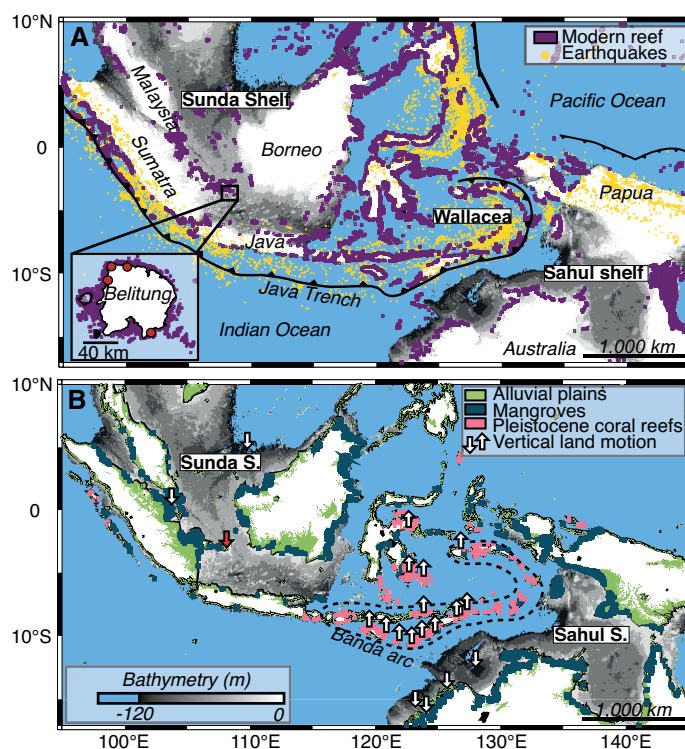 10°N
A
Modern reef
Earthquakes
Malaysia
Sunda Shelf
Pacific Ocean
0
Sumatra
Borneo
Papua
Wallacea
Java
10°S
Sahul shelf
Belitung
Java Trench
Indian Ocean
40 km
Australia
1,000 km
10°N
B
Alluvial plains
Mangroves
Pleistocene coral reefs
Vertical land motion
Sunda S.
0
10°S
Banda arc
Sahul S.
Bathymetry (m)
-120
0
1,000 km
100°E
110°E
120°E
130°E
140°E